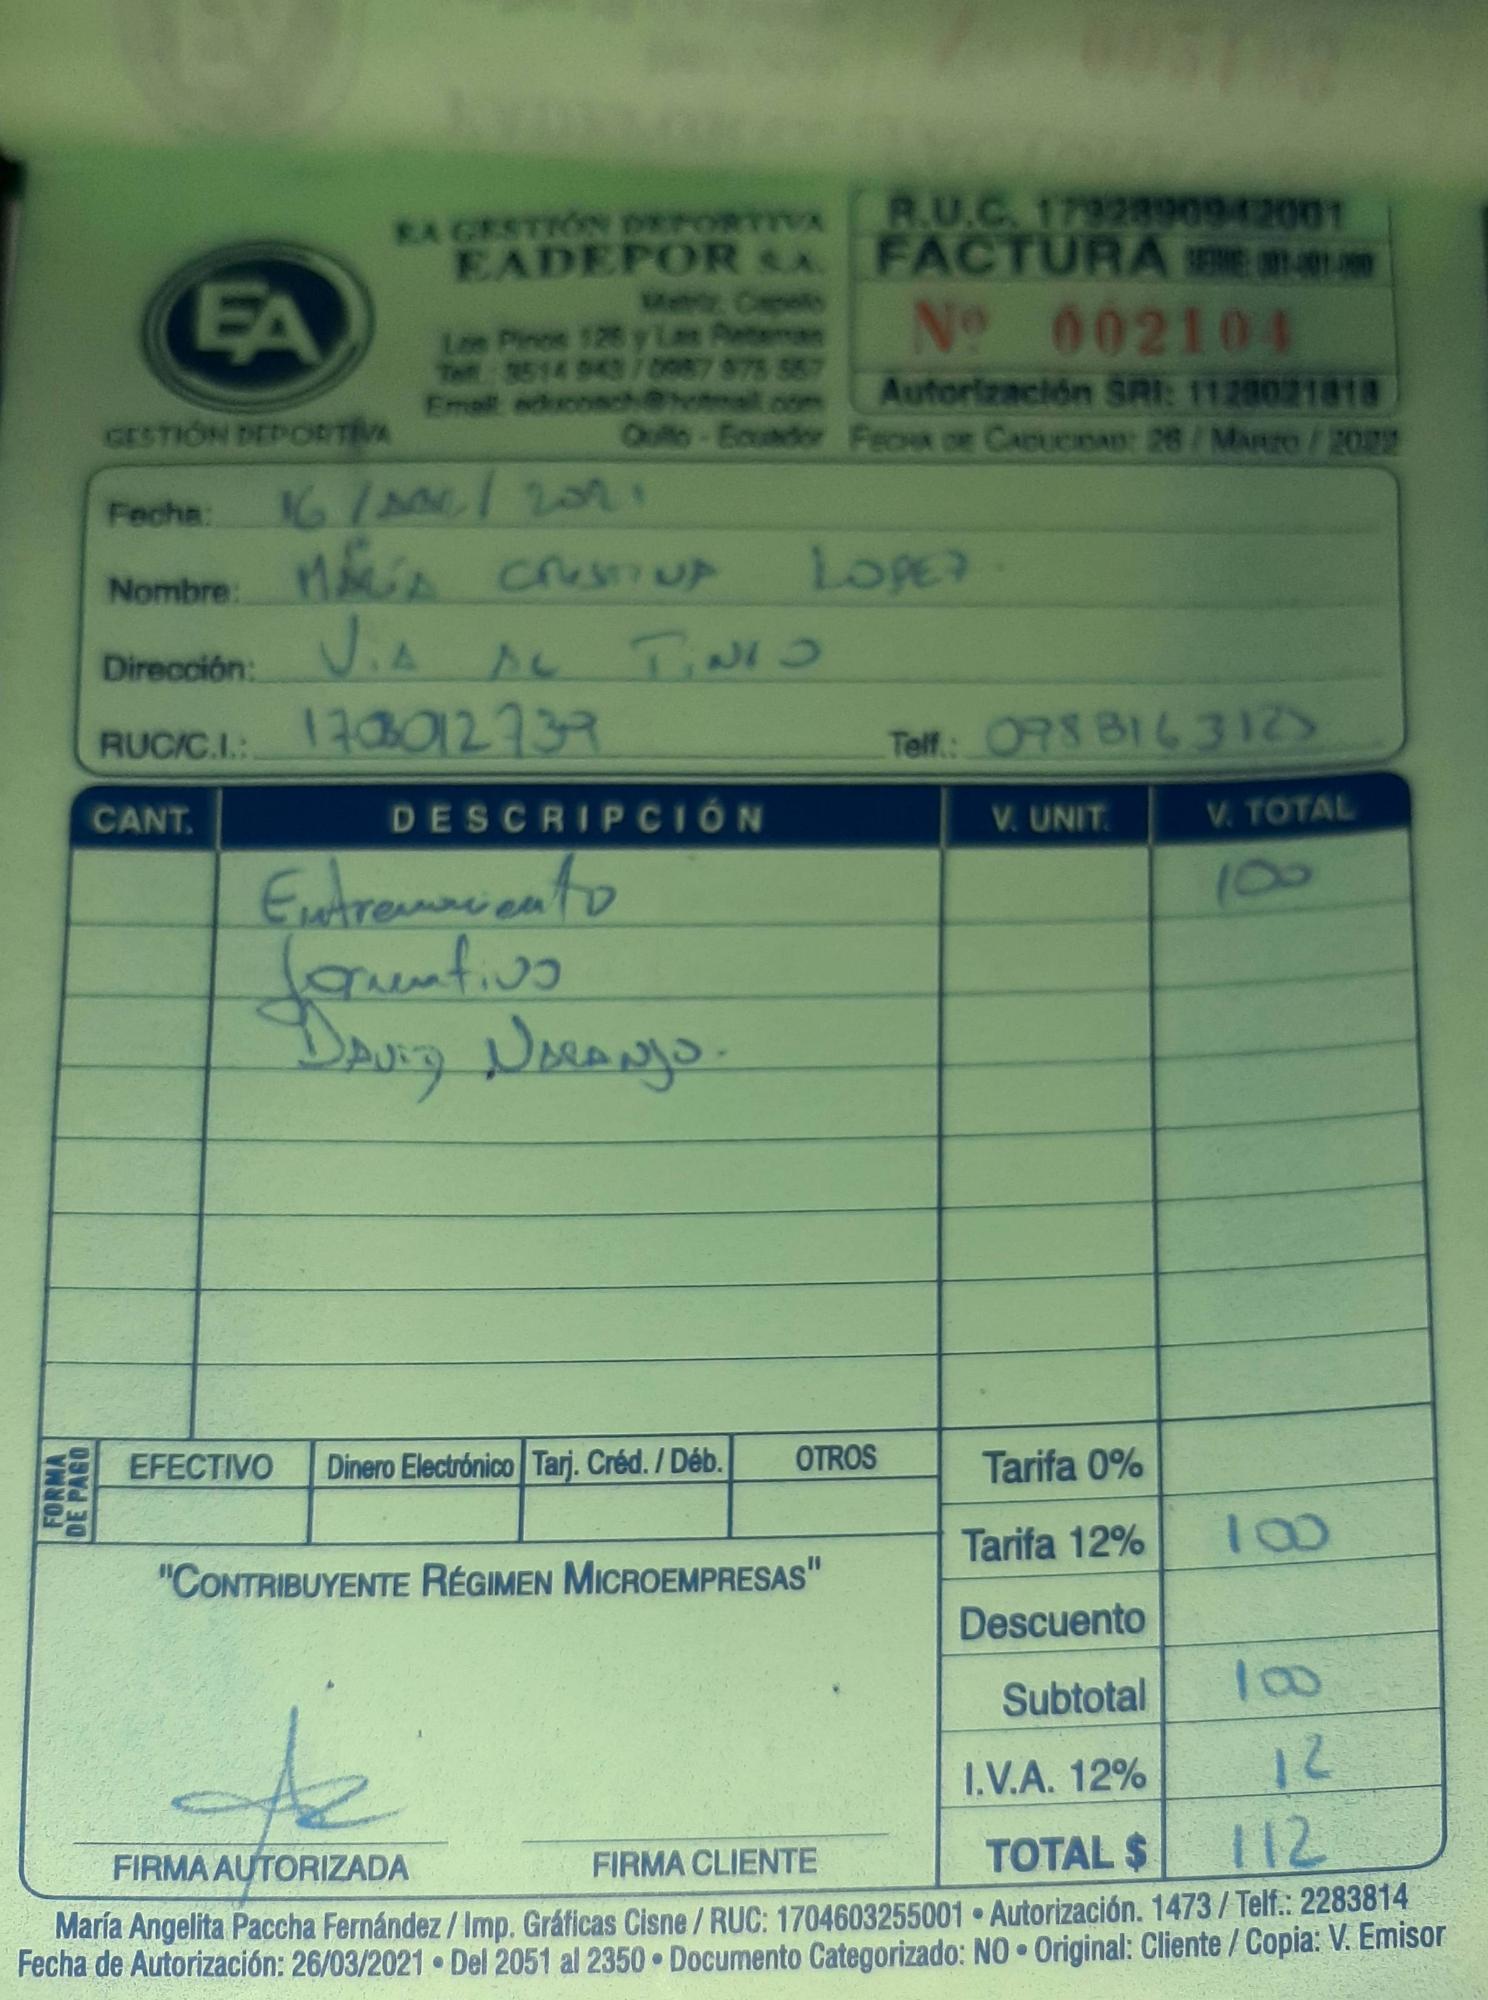 EA
GESTIÓN DEPORTIVA
EA GESTIÓN DEPORTIVA
EADEPOR S.A.
Matriz, Capelo
Los Pinos 126 y Las Retamas
Telf.: 3514 943 / 0987 975 557
Email: educoach@hotmail.com
Quito - Ecuador
R.U.C. 1792890942001
FACTURA SERIE: 001-001-000
Nº 002104
Autorización SRI: 1128021818
FECHA DE CADUCIDAD: 26 / MARZO / 2022
Fecha: 16 / ABR / 2021
Nombre: MARÍA CRISTINA LOPEZ
Dirección: VIA AL TINGO
RUC/C.I.: 1703012739 Telf.:
CANT. DESCRIPCIÓN V. UNIT. V. TOTAL
Entrenamiento 100
formativo
DAVID NARANJO.
FORMA DE PAGO
EFECTIVO Dinero Electrónico Tarj. Créd. / Déb. OTROS
Tarifa 0%
Tarifa 12% 100
Descuento
Subtotal 100
I.V.A. 12% 12
TOTAL $ 112
"CONTRIBUYENTE RÉGIMEN MICROEMPRESAS"
FIRMA AUTORIZADA FIRMA CLIENTE
María Angelita Paccha Fernández / Imp. Gráficas Cisne / RUC: 1704603255001 • Autorización. 1473 / Telf.: 2283814
Fecha de Autorización: 26/03/2021 • Del 2051 al 2350 • Documento Categorizado: NO • Original: Cliente / Copia: V. Emisor